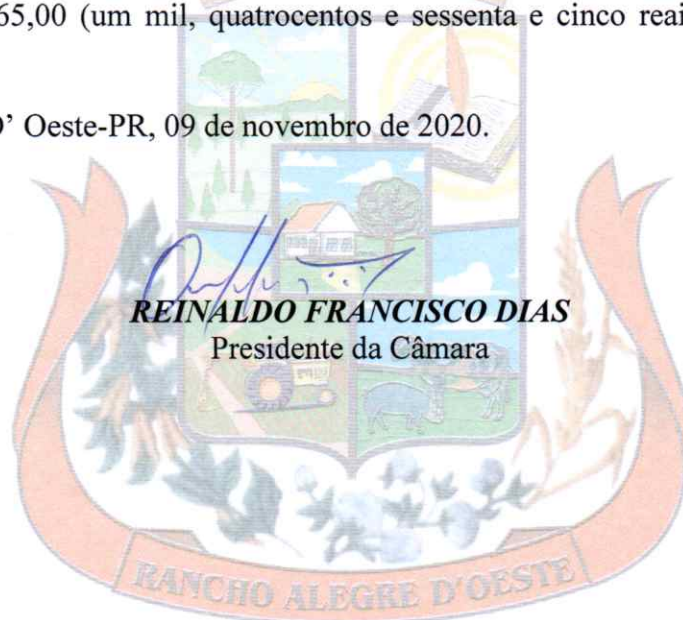 65,00 (um mil, quatrocentos e sessenta e cinco reai
D’ Oeste-PR, 09 de novembro de 2020.
REINALDO FRANCISCO DIAS
Presidente da Câmara
RANCHO ALEGRE D'OESTE